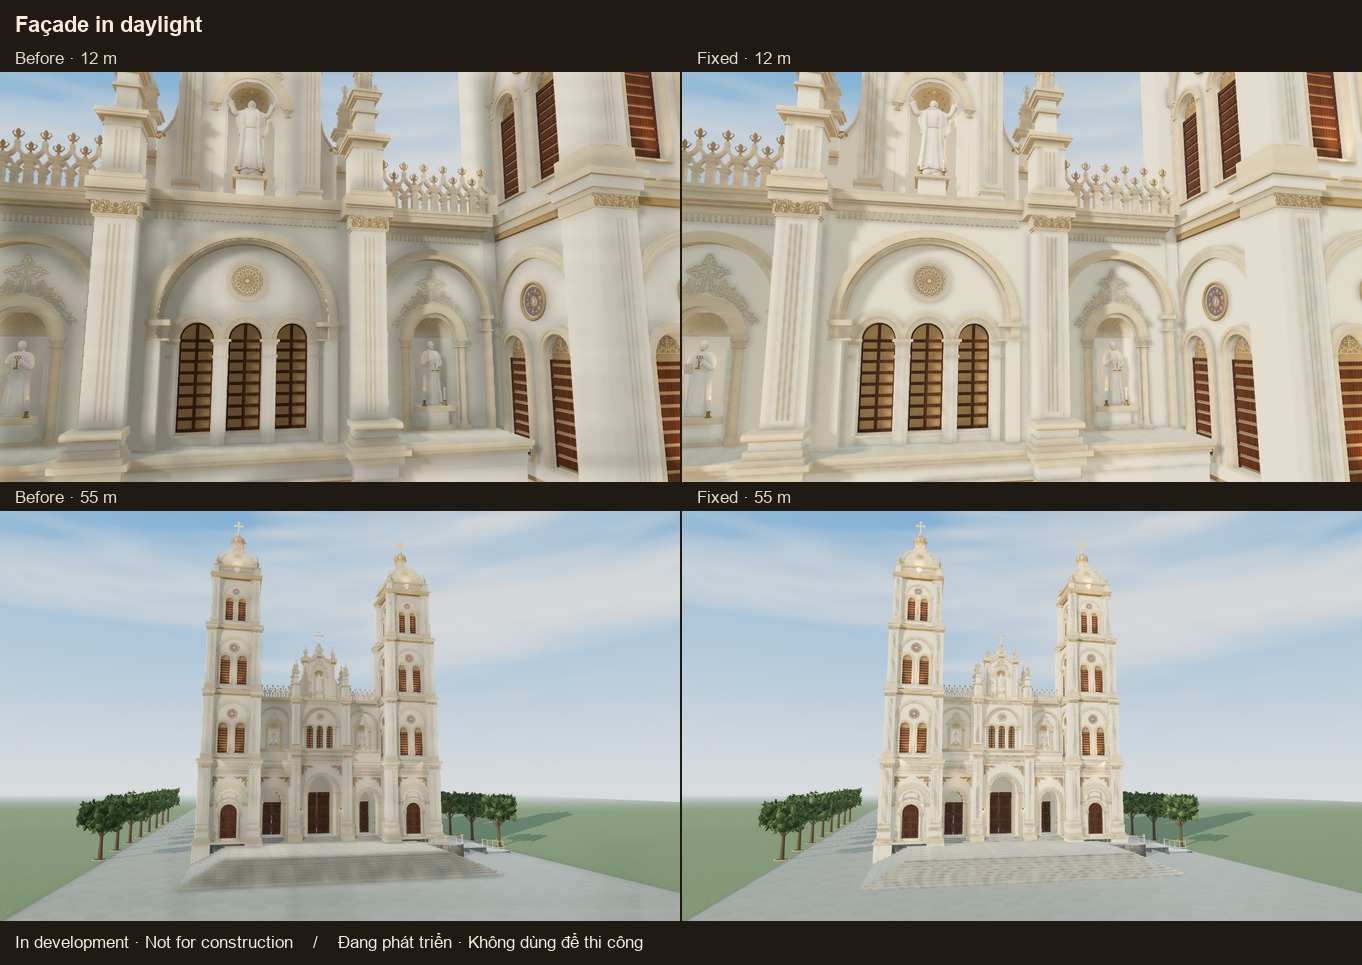 Façade in daylight
Before · 12 m
Fixed · 12 m
Before · 55 m
Fixed · 55 m
In development · Not for construction / Đang phát triển · Không dùng để thi công